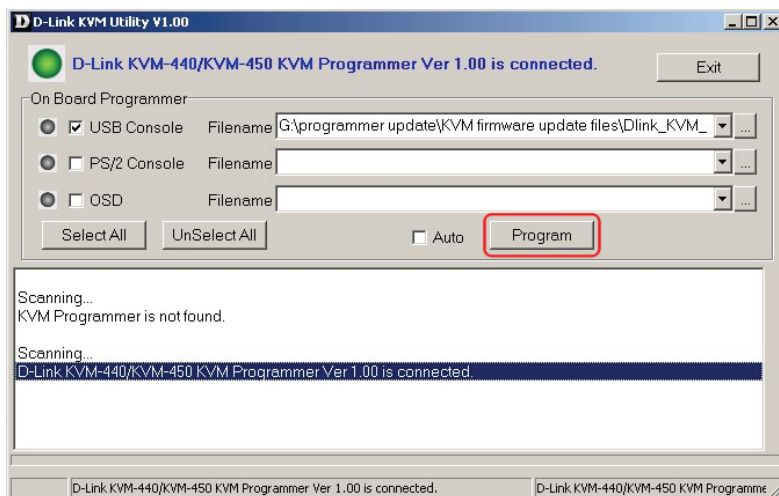 D-Link KVM Utility V1.00
D-Link KVM-440/KVM-450 KVM Programmer Ver 1.00 is connected.
Exit
On Board Programmer
USB Console Filename G:\programmer update\KVM firmware update files\Dlink_KVM_ ...
PS/2 Console Filename ...
OSD Filename ...
Select All UnSelect All Auto Program
Scanning...
KVM Programmer is not found.
Scanning...
D-Link KVM-440/KVM-450 KVM Programmer Ver 1.00 is connected.
D-Link KVM-440/KVM-450 KVM Programmer Ver 1.00 is connected. D-Link KVM-440/KVM-450 KVM Programme